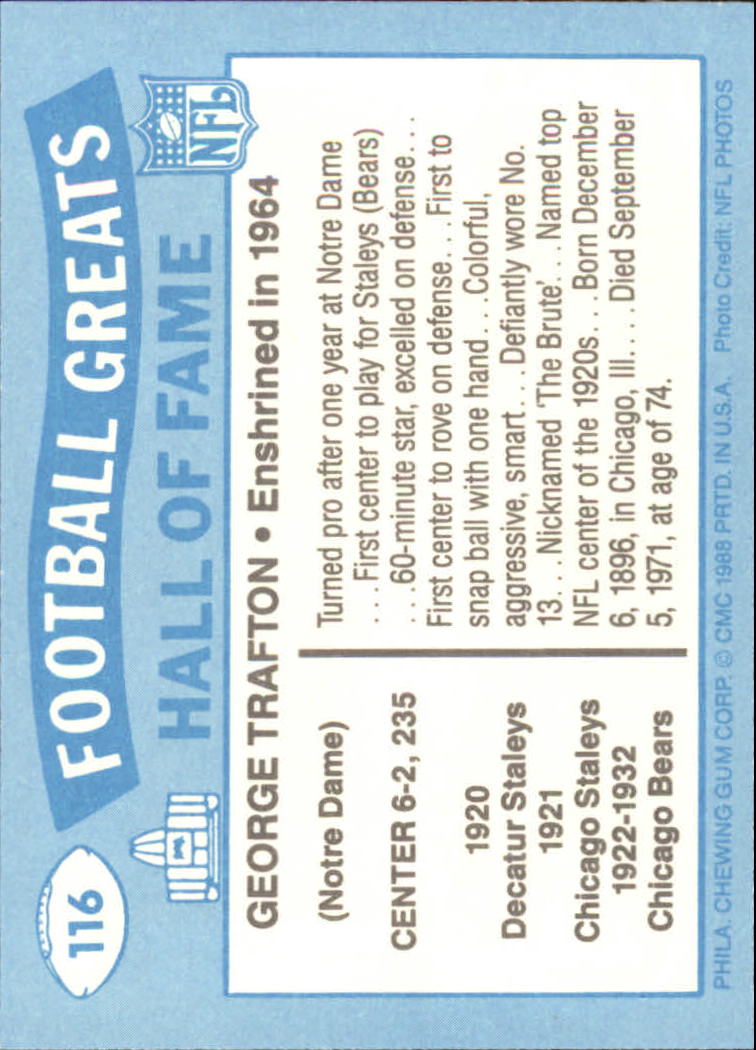 116
FOOTBALL GREATS
HALL OF FAME
NFL
GEORGE TRAFTON • Enshrined in 1964
(Notre Dame)
CENTER 6-2, 235
1920
Decatur Staleys
1921
Chicago Staleys
1922-1932
Chicago Bears
Turned pro after one year at Notre Dame
. . . First center to play for Staleys (Bears)
. . .60-minute star, excelled on defense. . .
First center to rove on defense. . . First to
snap ball with one hand. . .Colorful,
aggressive, smart. . .Defiantly wore No.
13. . .Nicknamed 'The Brute'. . .Named top
NFL center of the 1920s. . .Born December
6, 1896, in Chicago, Ill.. . .Died September
5, 1971, at age of 74.
PHILA. CHEWING GUM CORP. © CMC 1988 PRTD. IN U.S.A. Photo Credit: NFL PHOTOS